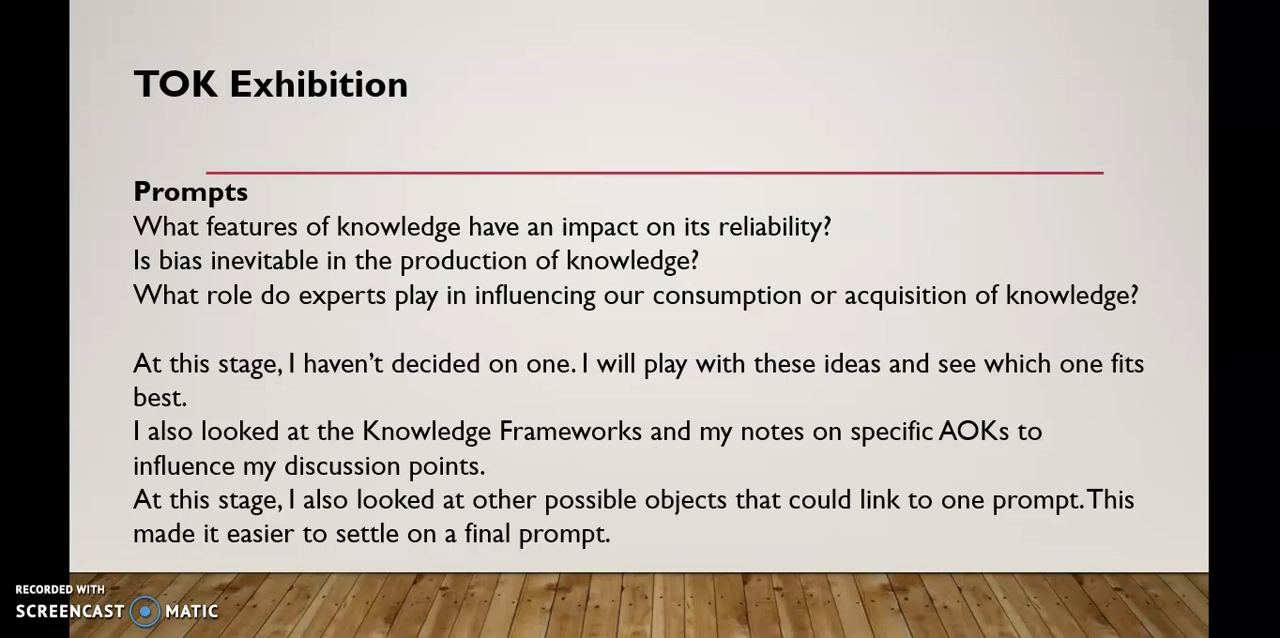 TOK Exhibition
Prompts
What features of knowledge have an impact on its reliability?
Is bias inevitable in the production of knowledge?
What role do experts play in influencing our consumption or acquisition of knowledge?
At this stage, I haven’t decided on one. I will play with these ideas and see which one fits
best.
I also looked at the Knowledge Frameworks and my notes on specific AOKs to
influence my discussion points.
At this stage, I also looked at other possible objects that could link to one prompt. This
made it easier to settle on a final prompt.
RECORDED WITH
SCREENCAST MATIC